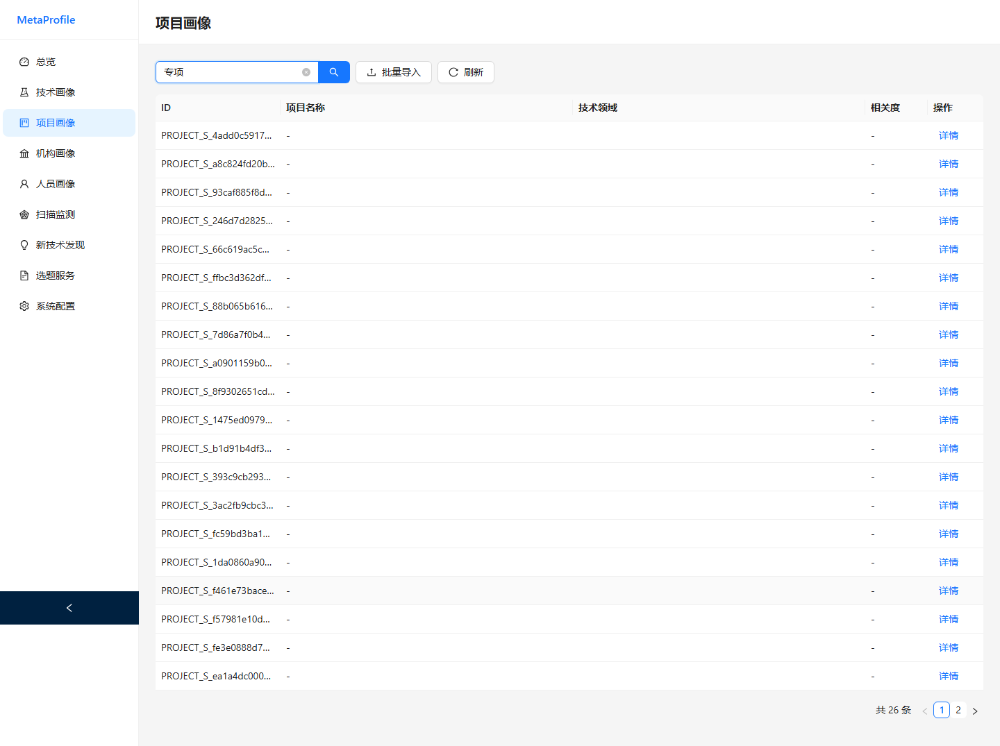 MetaProfile
项目画像
总览
技术画像
项目画像
机构画像
人员画像
扫描监测
新技术发现
选题服务
系统配置
专项
批量导入
刷新
ID 项目名称 技术领域 相关度 操作
PROJECT_S_4add0c5917... - - 详情
PROJECT_S_a8c824fd20b... - - 详情
PROJECT_S_93caf885f8d... - - 详情
PROJECT_S_246d7d2825... - - 详情
PROJECT_S_66c619ac5c... - - 详情
PROJECT_S_ffbc3d362df... - - 详情
PROJECT_S_88b065b616... - - 详情
PROJECT_S_7d86a7f0b4... - - 详情
PROJECT_S_a0901159b0... - - 详情
PROJECT_S_8f9302651cd... - - 详情
PROJECT_S_1475ed0979... - - 详情
PROJECT_S_b1d91b4df3... - - 详情
PROJECT_S_393c9cb293... - - 详情
PROJECT_S_3ac2fb9cbc3... - - 详情
PROJECT_S_fc59bd3ba1... - - 详情
PROJECT_S_1da0860a90... - - 详情
PROJECT_S_f461e73bace... - - 详情
PROJECT_S_f57981e10d... - - 详情
PROJECT_S_fe3e0888d7... - - 详情
PROJECT_S_ea1a4dc000... - - 详情
共 26 条 1 2